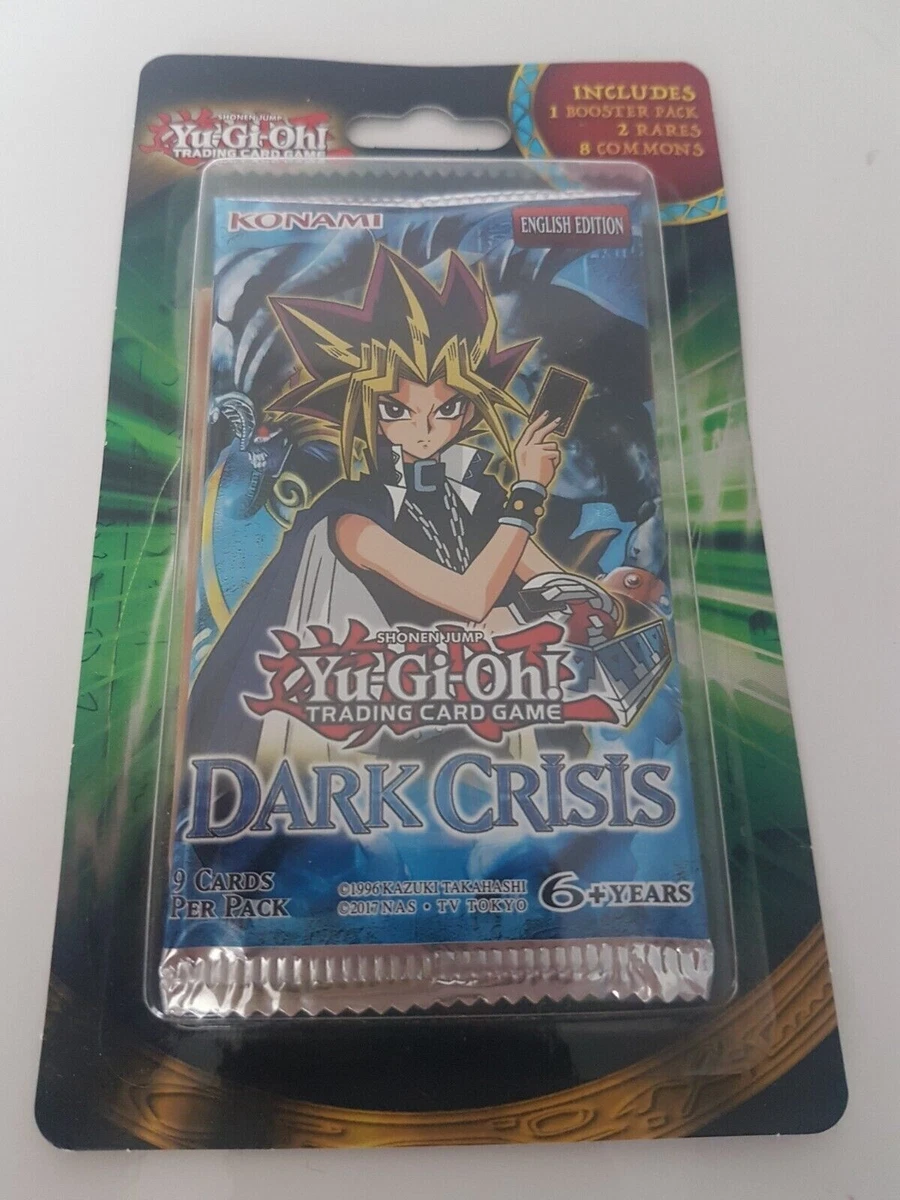 SHONEN JUMP
Yu-Gi-Oh!
TRADING CARD GAME
INCLUDES
1 BOOSTER PACK
2 RARES
8 COMMONS
KONAMI
ENGLISH EDITION
SHONEN JUMP
Yu-Gi-Oh!
TRADING CARD GAME
DARK CRISIS
9 CARDS
PER PACK
©1996 KAZUKI TAKAHASHI
©2017 NAS • TV TOKYO
6+ YEARS